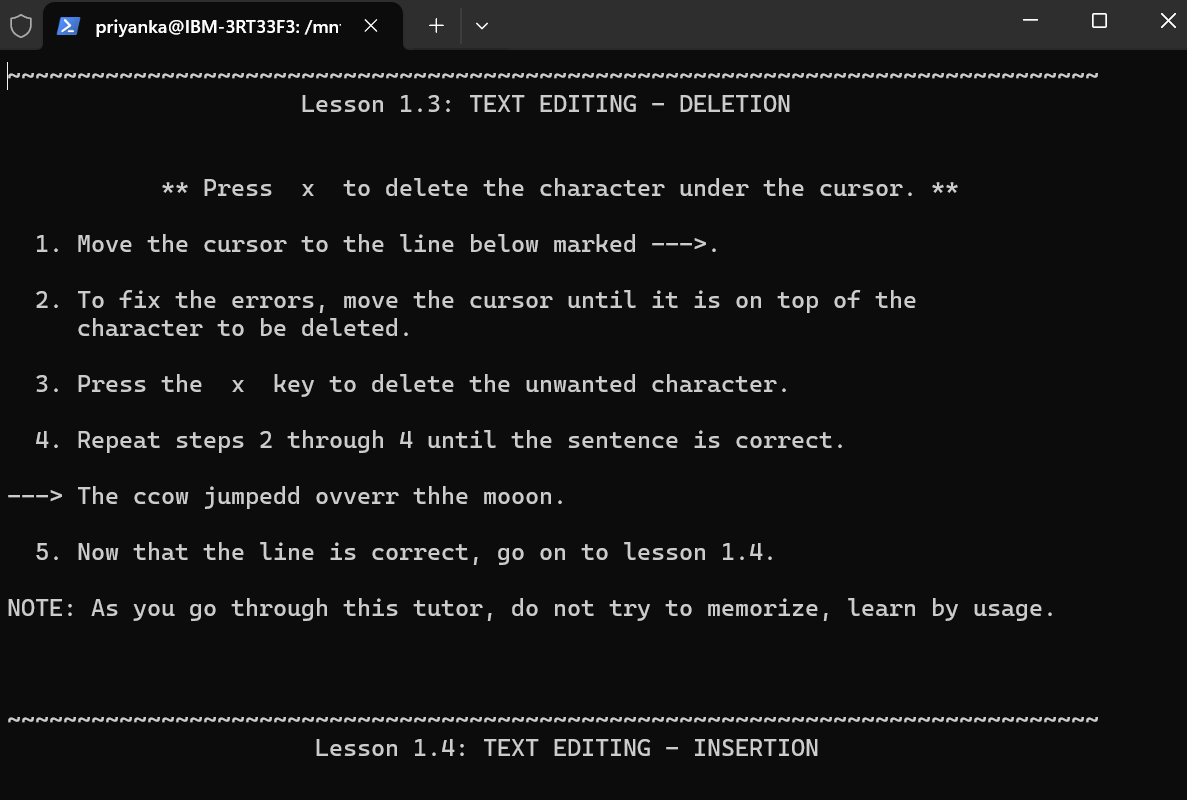 priyanka@IBM-3RT33F3: /mn
~~~~~~~~~~~~~~~~~~~~~~~~~~~~~~~~~~~~~~~~~~~~~~~~~~~~~~~~~~~~~~~~~~~~~~~~~~~~~~
Lesson 1.3: TEXT EDITING - DELETION
** Press  x  to delete the character under the cursor. **
1. Move the cursor to the line below marked --->.
2. To fix the errors, move the cursor until it is on top of the
character to be deleted.
3. Press the  x  key to delete the unwanted character.
4. Repeat steps 2 through 4 until the sentence is correct.
---> The ccow jumpedd ovverr thhe mooon.
5. Now that the line is correct, go on to lesson 1.4.
NOTE: As you go through this tutor, do not try to memorize, learn by usage.
~~~~~~~~~~~~~~~~~~~~~~~~~~~~~~~~~~~~~~~~~~~~~~~~~~~~~~~~~~~~~~~~~~~~~~~~~~~~~~
Lesson 1.4: TEXT EDITING - INSERTION